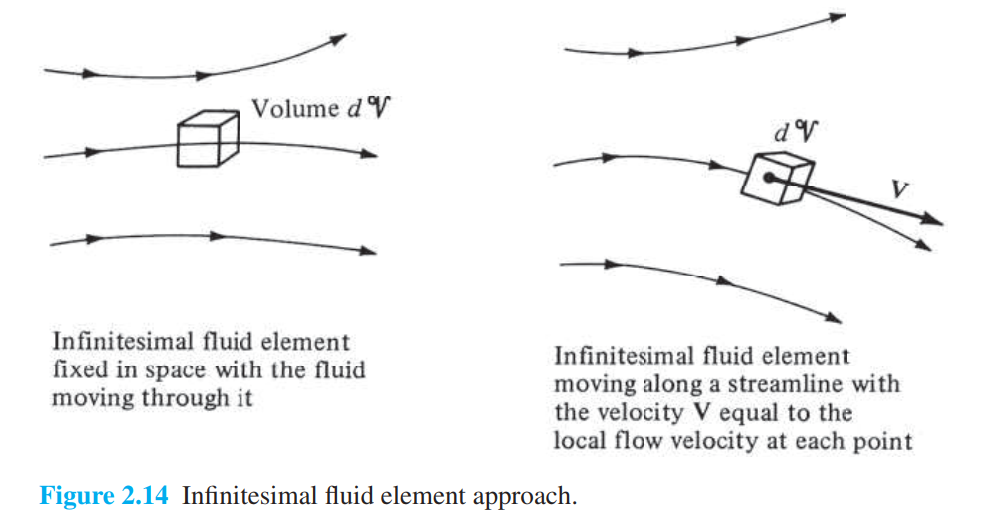 Volume d𝒱
d𝒱
V
Infinitesimal fluid element
fixed in space with the fluid
moving through it
Infinitesimal fluid element
moving along a streamline with
the velocity V equal to the
local flow velocity at each point
Figure 2.14 Infinitesimal fluid element approach.